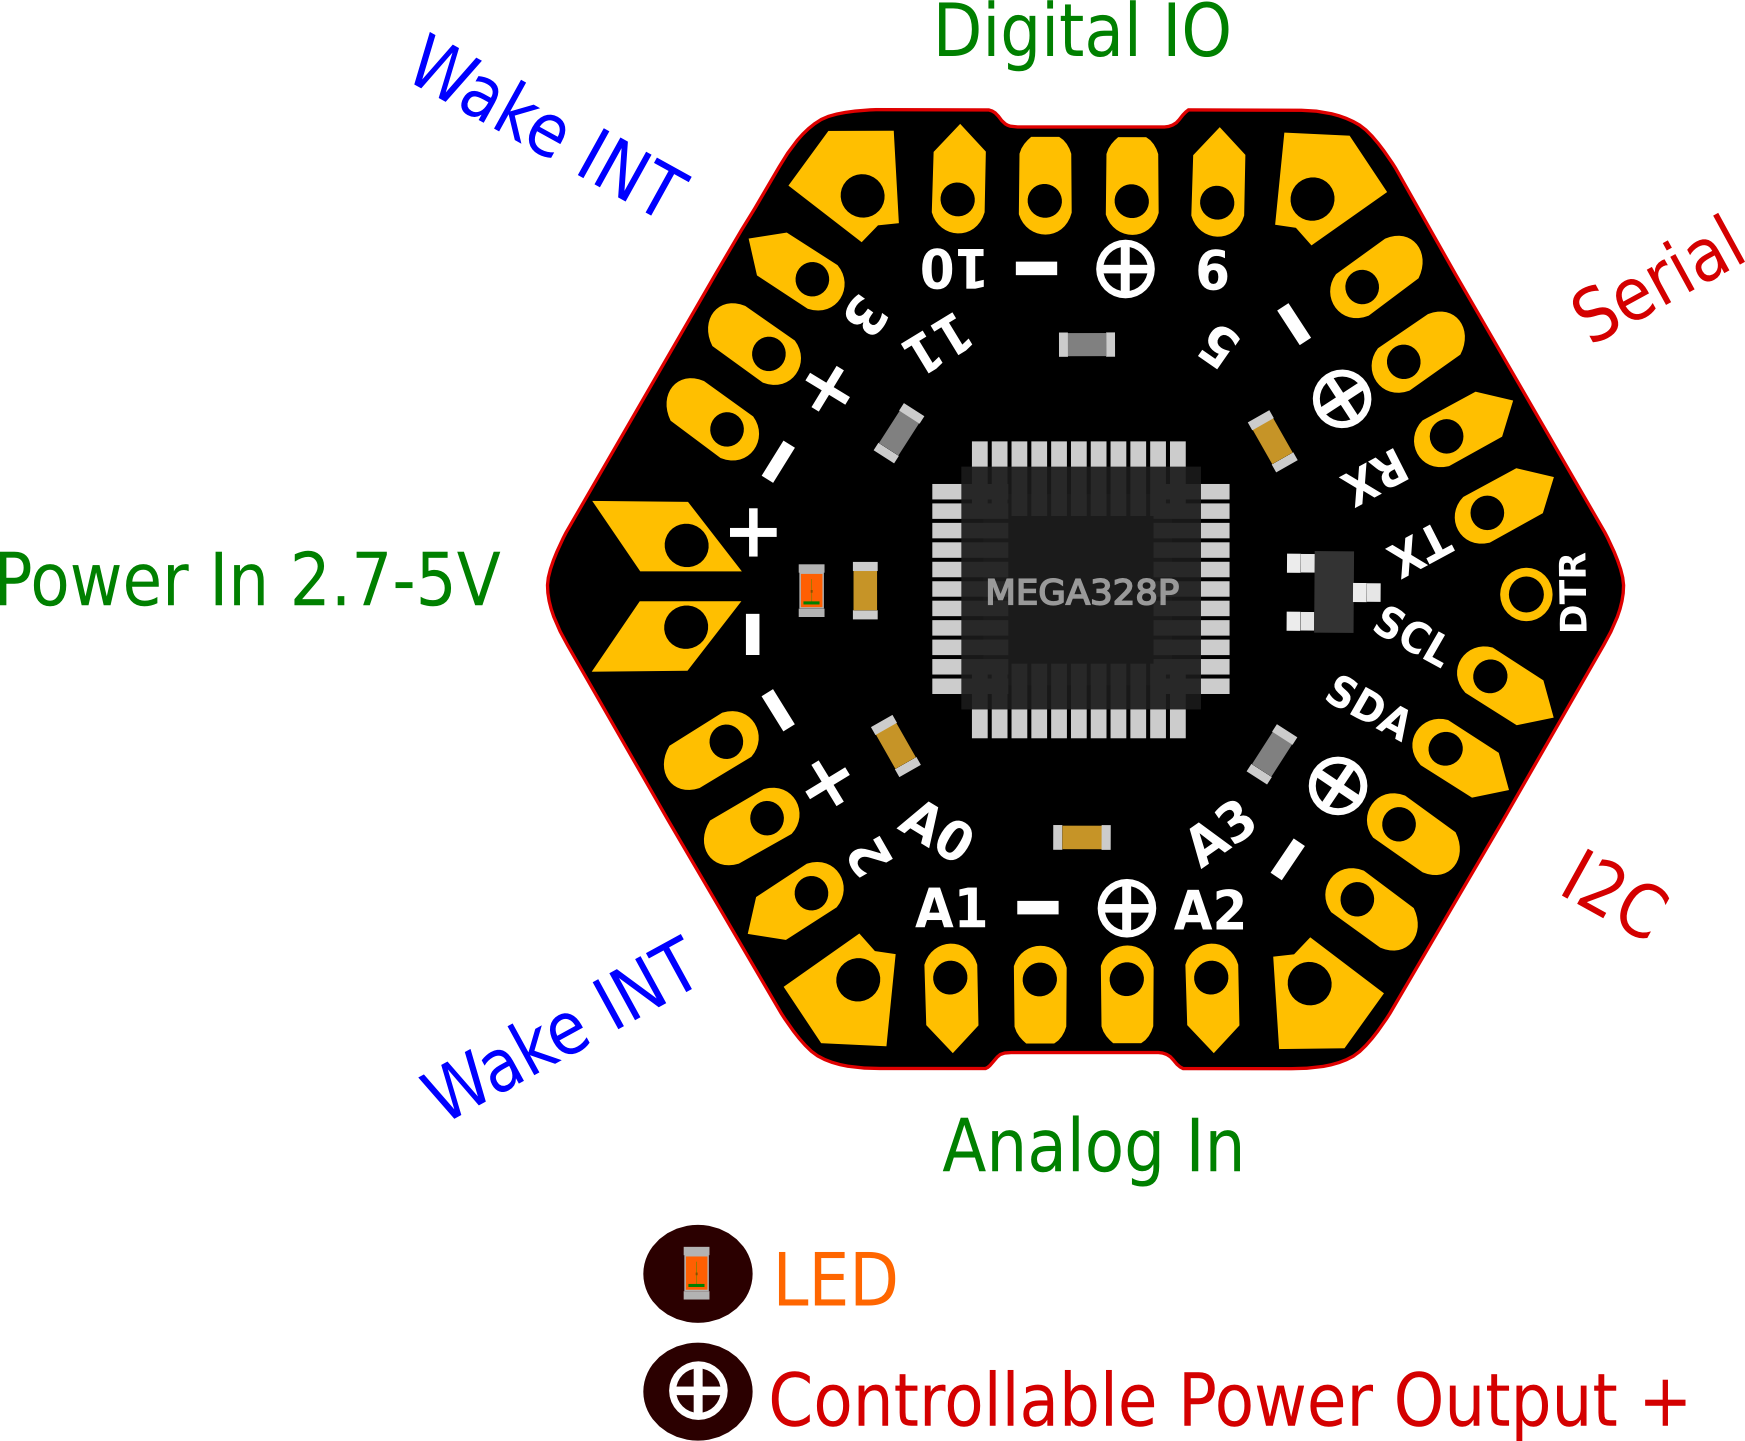 Digital IO
Wake INT
Serial
10 − ⊕ 6
3
11
5
−
+
⊕
−
RX
+
TX
Power In 2.7-5V
DTR
MEGA328P
−
SCL
−
SDA
+
⊕
A0
A3
2
−
A1 − ⊕ A2
I2C
Wake INT
Analog In
LED
⊕ Controllable Power Output +